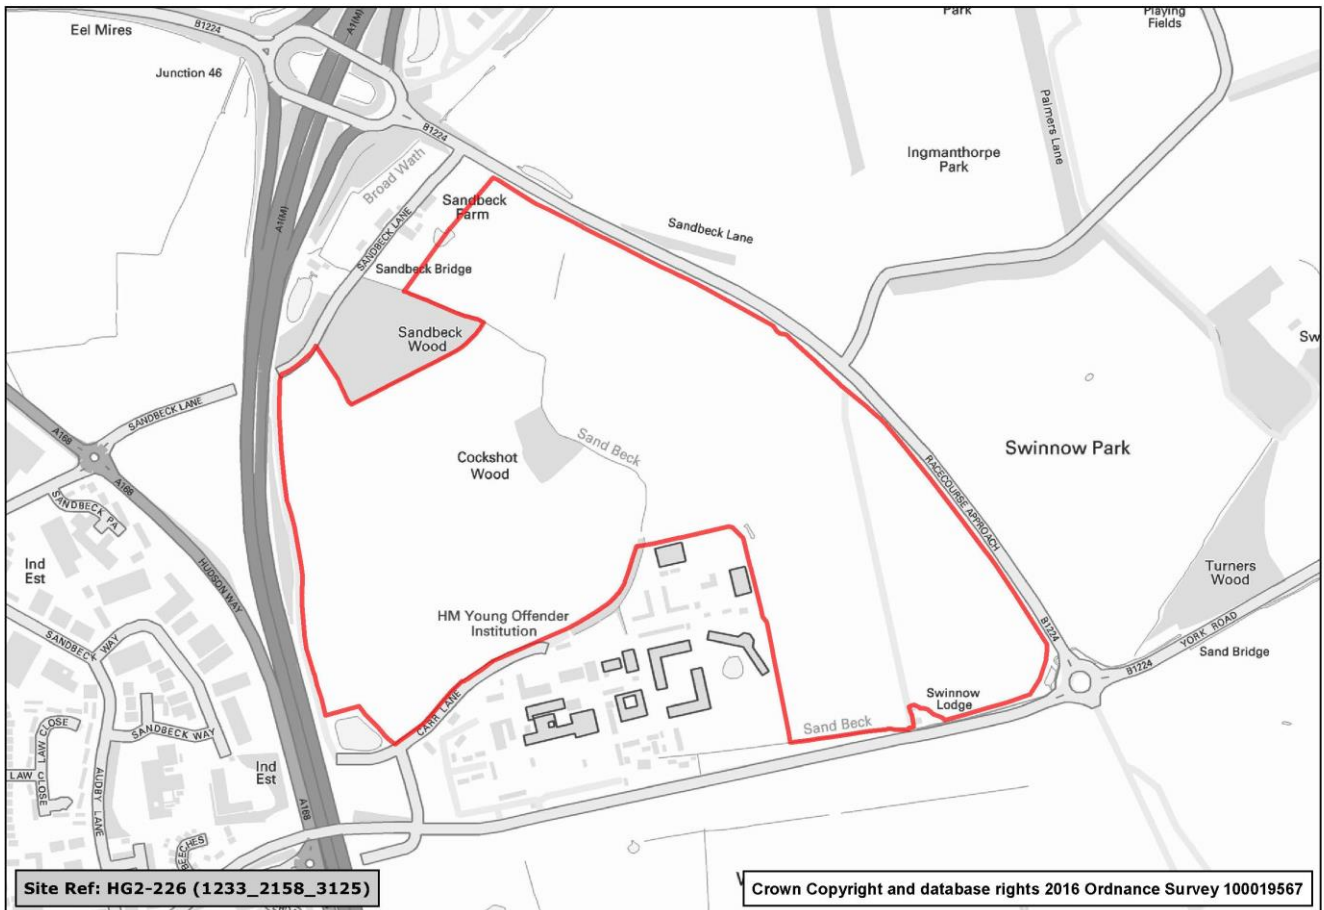 Park
Playing
Fields
Eel Mires
B1224
A1(M)
Junction 46
B1224
Palmers Lane
Ingmanthorpe
Park
Broad Wath
Sandbeck
Farm
SANDBECK LANE
A1(M)
Sandbeck Lane
Sandbeck Bridge
Sandbeck
Wood
Sw
SANDBECK LANE
A168
A168
SANDBECK PA
Cockshot
Wood
Sand Beck
Swinnow Park
RACECOURSE APPROACH
Ind
Est
HUDSON WAY
Turners
Wood
HM Young Offender
Institution
B1224
YORK ROAD
B1224
Sand Bridge
SANDBECK WAY
SANDBECK WAY
CARR LANE
Swinnow
Lodge
Sand Beck
LAW CLOSE
LAW CLOSE
AUDBY LANE
Ind
Est
A168
BEECHES
Site Ref: HG2-226 (1233_2158_3125)
Crown Copyright and database rights 2016 Ordnance Survey 100019567